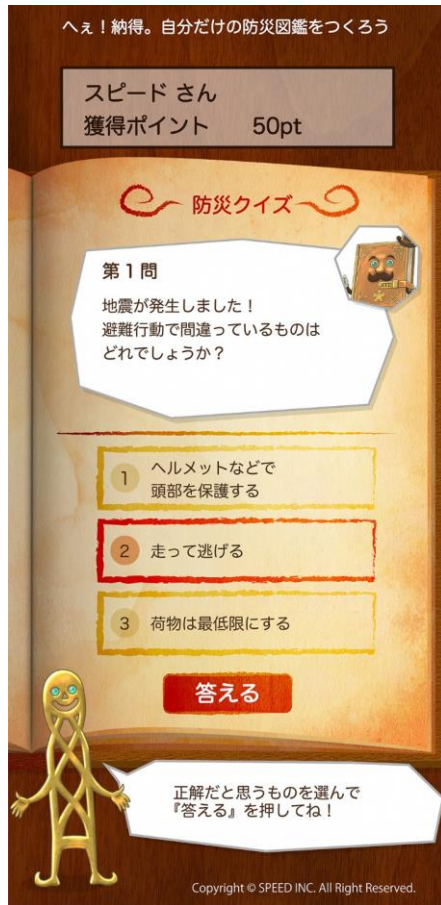 へぇ！納得。自分だけの防災図鑑をつくろう
スピード さん
獲得ポイント 50pt
防災クイズ
第1問
地震が発生しました！
避難行動で間違っているものは
どれでしょうか？
1 ヘルメットなどで
頭部を保護する
2 走って逃げる
3 荷物は最低限にする
答える
正解だと思うものを選んで
『答える』を押してね！
Copyright © SPEED INC. All Right Reserved.